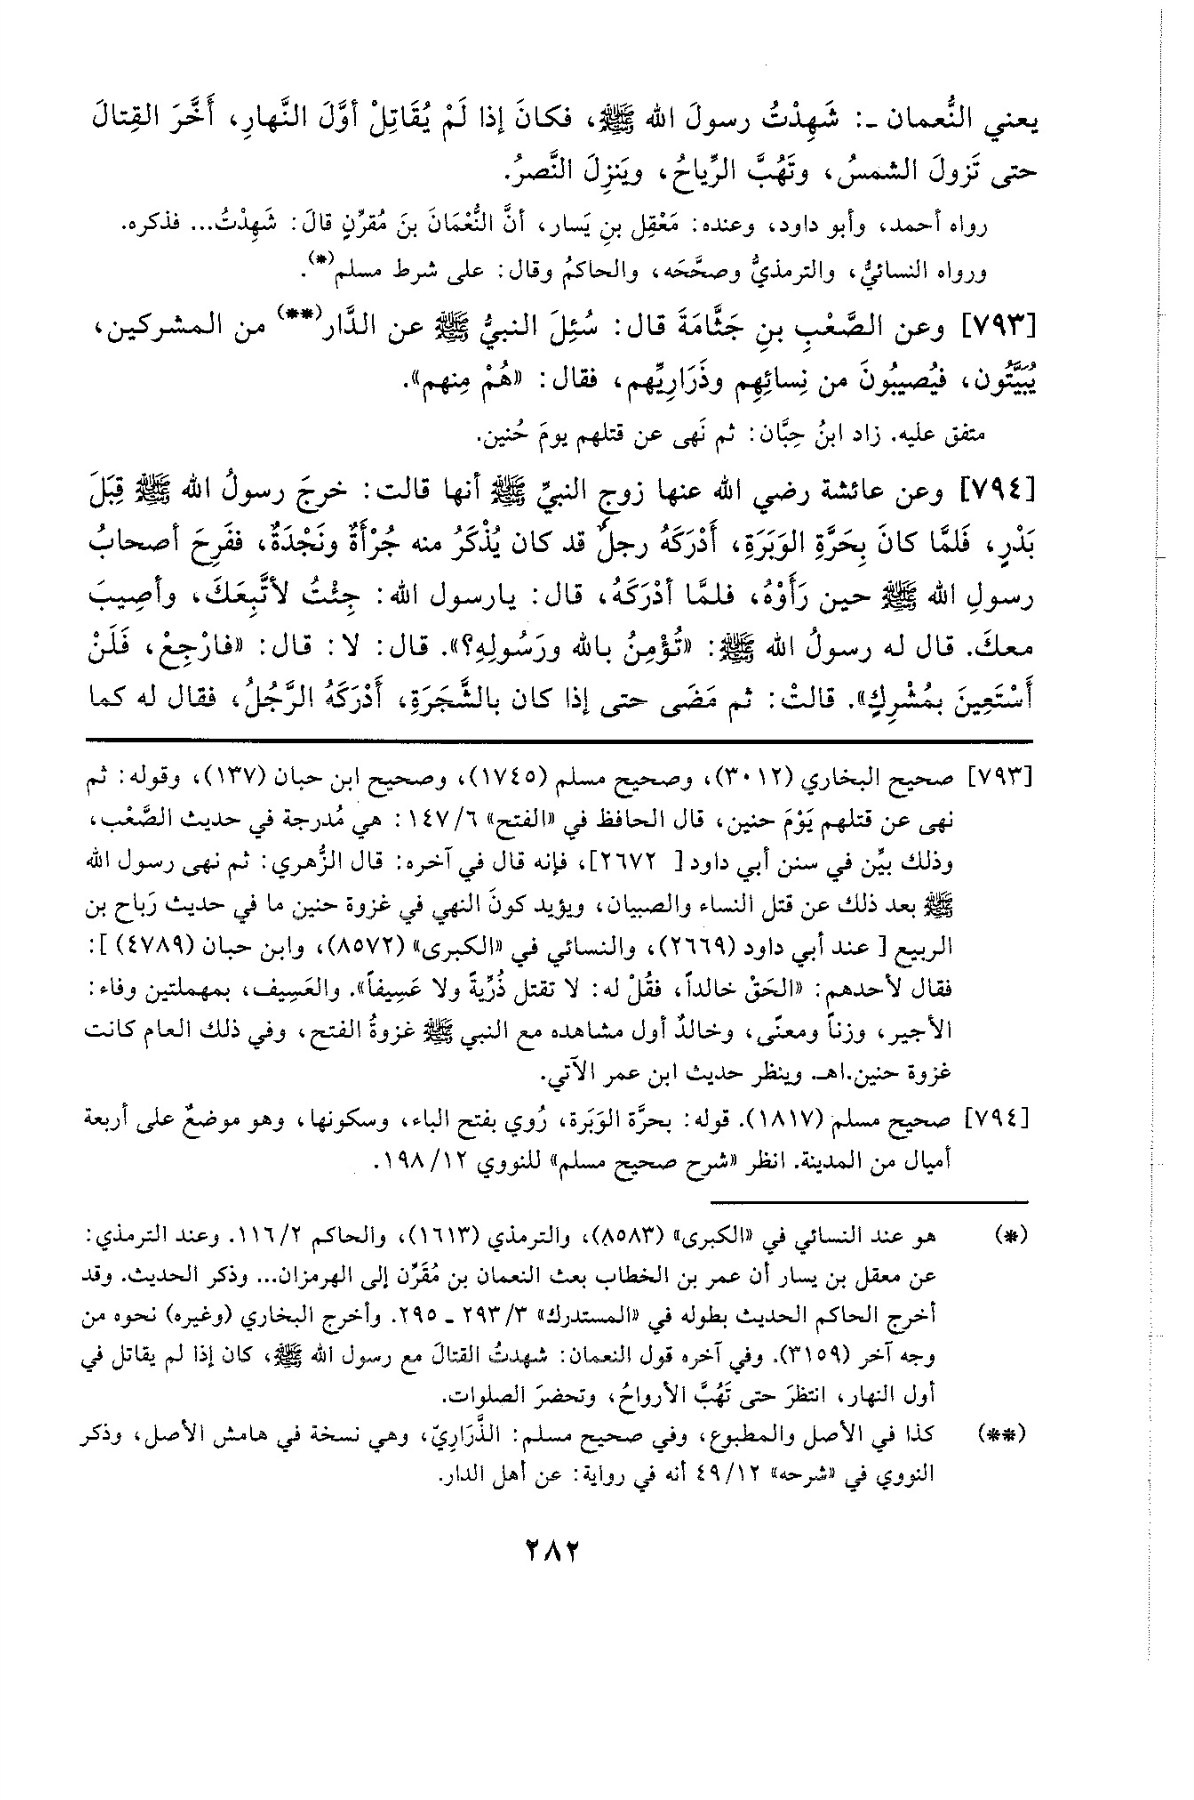 يعني النُّعمان ـ: شَهِدْتُ رسولَ الله ﷺ، فكانَ إذا لَمْ يُقَاتِلْ أوَّلَ النَّهارِ، أَخَّرَ القِتالَ
حتى تَزولَ الشمسُ، وتَهُبَّ الرِّياحُ، ويَنزِلَ النَّصرُ.
رواه أحمد، وأبو داود، وعنده: مَعْقِل بنِ يَسار، أنَّ النُّعْمَانَ بنَ مُقرِّنٍ قالَ: شَهِدْتُ... فذكره.
ورواه النسائيُّ، والترمذيُّ وصحَّحَه، والحاكمُ وقال: على شرط مسلم(*).
[٧٩٣] وعن الصَّعْبِ بنِ جَثَّامَةَ قال: سُئِلَ النبيُّ ﷺ عن الدَّار(**) من المشركين،
يُبَيَّتُون، فيُصيبُونَ من نِسائِهِم وذَرَارِيِّهم، فقال: «هُمْ مِنهم».
متفق عليه. زاد ابنُ حِبَّان: ثم نَهى عن قتلهم يومَ حُنين.
[٧٩٤] وعن عائشة رضي الله عنها زوجِ النبيِّ ﷺ أنها قالت: خرجَ رسولُ الله ﷺ قِبَلَ
بَدْرٍ، فَلمَّا كانَ بِحَرَّةِ الوَبَرَةِ، أَدْرَكَهُ رجلٌ قد كان يُذْكَرُ منه جُرْأَةٌ ونَجْدَةٌ، ففَرِحَ أصحابُ
رسولِ الله ﷺ حين رَأَوْهُ، فلمَّا أدْرَكَهُ، قال: يارسول الله: جِئْتُ لأتَّبِعَكَ، وأصِيبَ
معكَ. قال له رسولُ الله ﷺ: «تُؤْمِنُ بالله ورَسُولِهِ؟». قال: لا: قال: «فارْجِعْ، فَلَنْ
أَسْتَعِينَ بمُشْرِكٍ». قالتْ: ثم مَضَى حتى إذا كان بالشَّجَرَةِ، أَدْرَكَهُ الرَّجُلُ، فقال له كما
[٧٩٣] صحيح البخاري (٣٠١٢)، وصحيح مسلم (١٧٤٥)، وصحيح ابن حبان (١٣٧)، وقوله: ثم
نهى عن قتلهم يَوْمَ حنين، قال الحافظ في «الفتح» ١٤٧/٦: هي مُدرجة في حديث الصَّعْب،
وذلك بيِّن في سنن أبي داود[ ٢٦٧٢]، فإنه قال في آخره: قال الزُّهري: ثم نهى رسول الله
ﷺ بعد ذلك عن قتل النساء والصبيان، ويؤيد كونَ النهي في غزوة حنين ما في حديث رَباح بن
الربيع [ عند أبي داود (٢٦٦٩)، والنسائي في «الكبرى» (٨٥٧٢)، وابن حبان (٤٧٨٩) ]:
فقال لأحدهم: «الحَقْ خالداً، فقُلْ له: لا تقتل ذُرِّيةً ولا عَسِيفاً». والعَسِيف، بمهملتين وفاء:
الأجير، وزناً ومعنًى، وخالدٌ أول مشاهده مع النبي ﷺ غزوةُ الفتح، وفي ذلك العام كانت
غزوة حنين.اهـ. وينظر حديث ابن عمر الآتي.
[٧٩٤] صحيح مسلم (١٨١٧). قوله: بحرَّة الوَبَرة، رُوي بفتح الباء، وسكونها، وهو موضعٌ على أربعة
أميال من المدينة. انظر «شرح صحيح مسلم» للنووي ١٩٨/١٢.
(*) هو عند النسائي في «الكبرى» (٨٥٨٣)، والترمذي (١٦١٣)، والحاكم ١١٦/٢. وعند الترمذي:
عن معقل بن يسار أن عمر بن الخطاب بعث النعمان بن مُقَرِّن إلى الهرمزان... وذكر الحديث. وقد
أخرج الحاكم الحديث بطوله في «المستدرك» ٢٩٣/٣ ـ ٢٩٥. وأخرج البخاري (وغيره) نحوه من
وجه آخر (٣١٥٩). وفي آخره قول النعمان: شهدتُ القتالَ مع رسول الله ﷺ، كان إذا لم يقاتل في
أول النهار، انتظرَ حتى تَهُبَّ الأرواحُ، وتحضرَ الصلوات.
(**) كذا في الأصل والمطبوع، وفي صحيح مسلم: الذَّرَاريّ، وهي نسخة في هامش الأصل، وذكر
النووي في «شرحه» ٤٩/١٢ أنه في رواية: عن أهل الدار.
٢٨٢